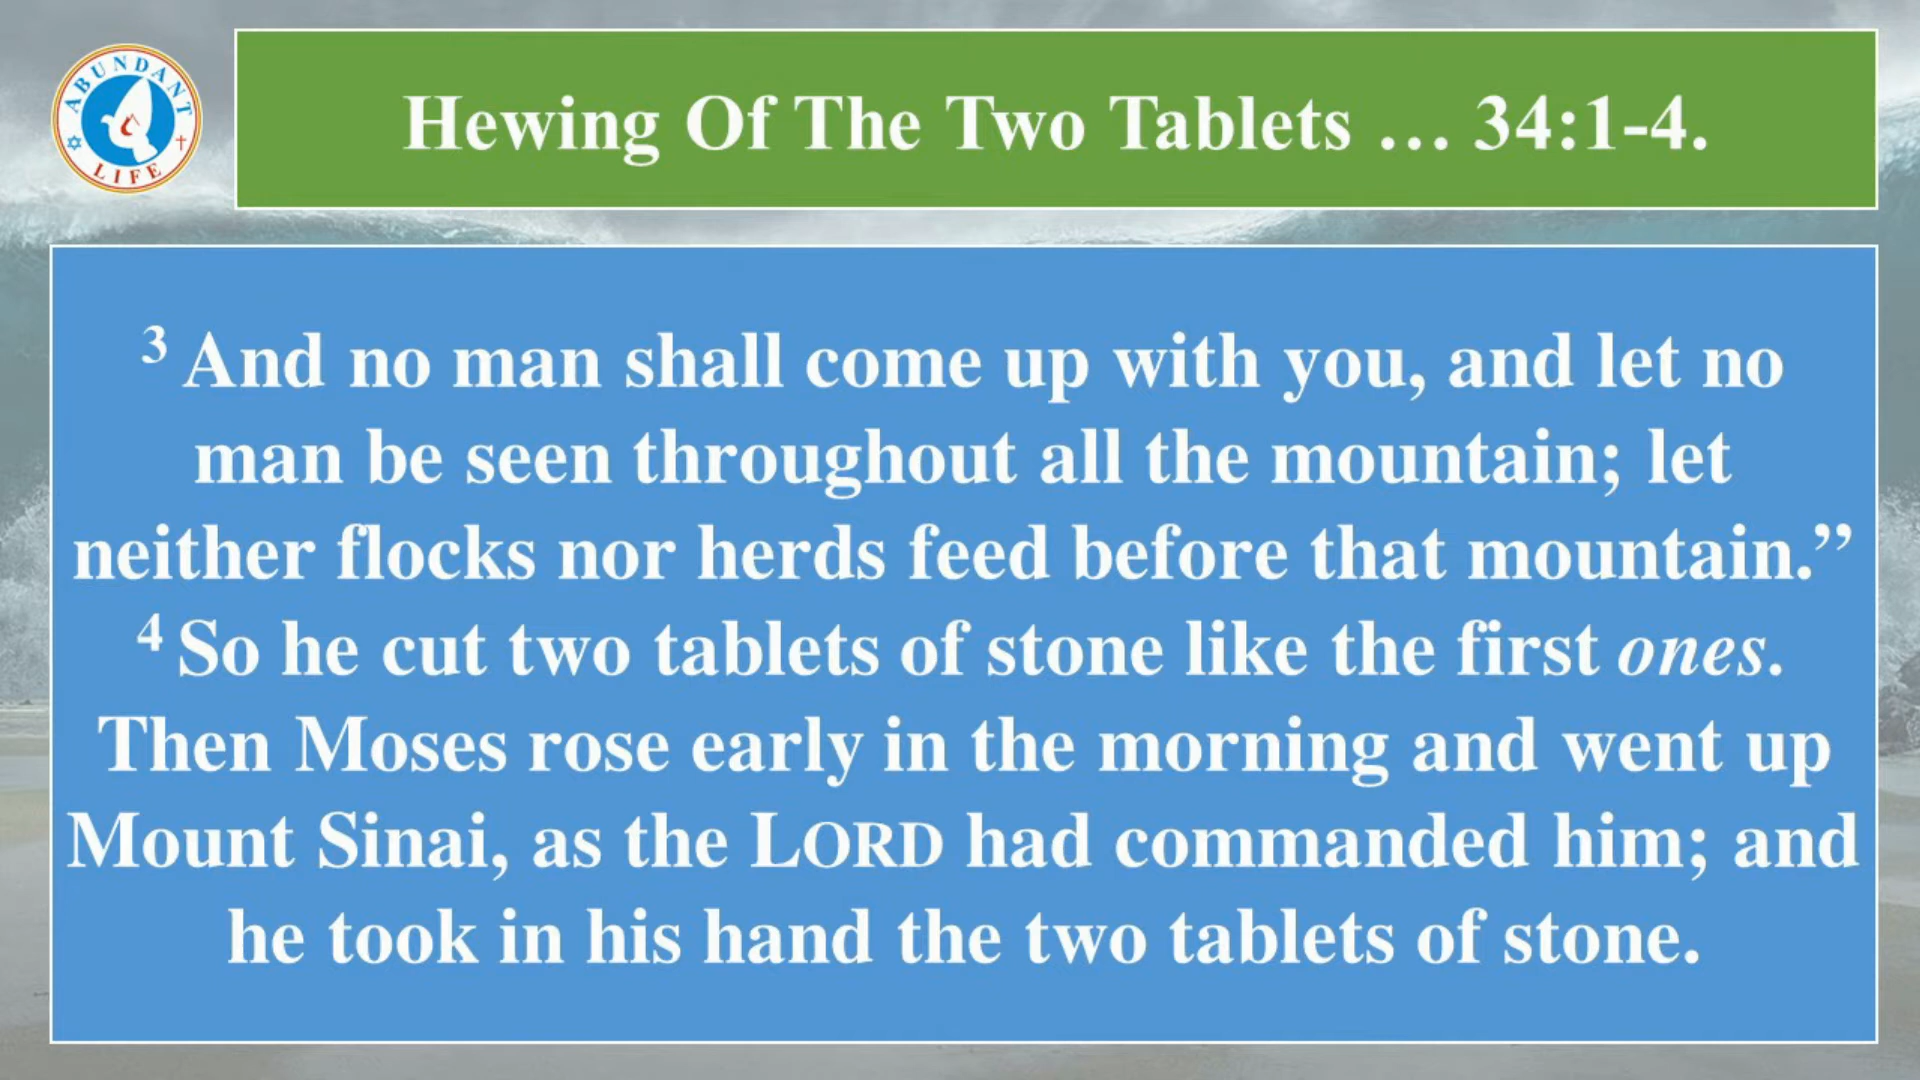 ABUNDANT
LIFE
Hewing Of The Two Tablets … 34:1-4.
3 And no man shall come up with you, and let no
man be seen throughout all the mountain; let
neither flocks nor herds feed before that mountain.”
4 So he cut two tablets of stone like the first ones.
Then Moses rose early in the morning and went up
Mount Sinai, as the LORD had commanded him; and
he took in his hand the two tablets of stone.